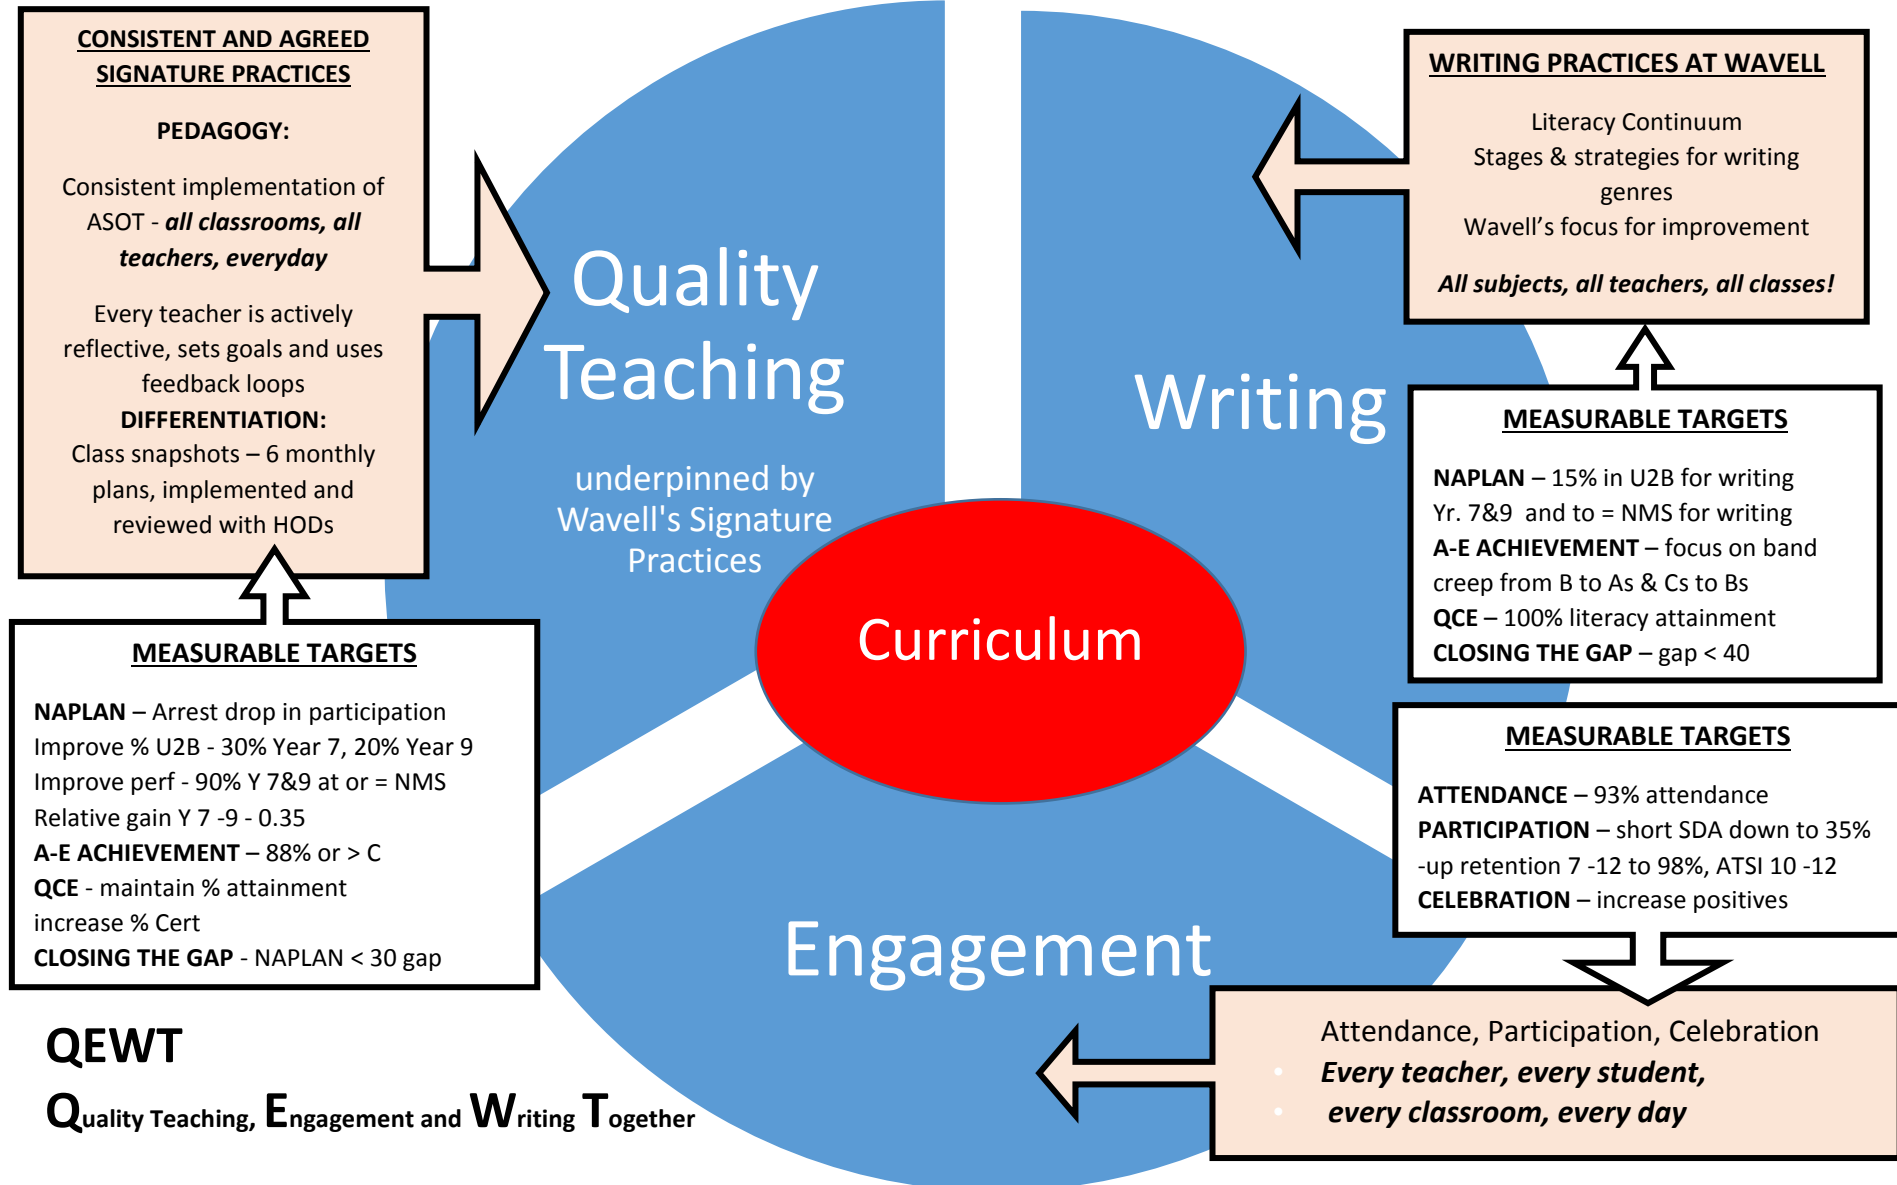 CONSISTENT AND AGREED
SIGNATURE PRACTICES
PEDAGOGY:
Consistent implementation of
ASOT - all classrooms, all
teachers, everyday
Every teacher is actively
reflective, sets goals and uses
feedback loops
DIFFERENTIATION:
Class snapshots – 6 monthly
plans, implemented and
reviewed with HODs
MEASURABLE TARGETS
NAPLAN – Arrest drop in participation
Improve % U2B - 30% Year 7, 20% Year 9
Improve perf - 90% Y 7&9 at or = NMS
Relative gain Y 7 -9 - 0.35
A-E ACHIEVEMENT – 88% or > C
QCE - maintain % attainment
increase % Cert
CLOSING THE GAP - NAPLAN < 30 gap
Quality
Teaching
underpinned by
Wavell's Signature
Practices
Writing
Curriculum
Engagement
WRITING PRACTICES AT WAVELL
Literacy Continuum
Stages & strategies for writing
genres
Wavell’s focus for improvement
All subjects, all teachers, all classes!
MEASURABLE TARGETS
NAPLAN – 15% in U2B for writing
Yr. 7&9 and to = NMS for writing
A-E ACHIEVEMENT – focus on band
creep from B to As & Cs to Bs
QCE – 100% literacy attainment
CLOSING THE GAP – gap < 40
MEASURABLE TARGETS
ATTENDANCE – 93% attendance
PARTICIPATION – short SDA down to 35%
-up retention 7 -12 to 98%, ATSI 10 -12
CELEBRATION – increase positives
Attendance, Participation, Celebration
• Every teacher, every student,
• every classroom, every day
QEWT
Quality Teaching, Engagement and Writing Together